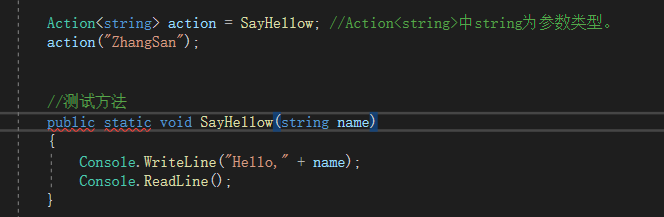 Action<string> action = SayHellow; //Action<string>中string为参数类型。
action("ZhangSan");
//测试方法
public static void SayHellow(string name)
{
Console.WriteLine("Hello," + name);
Console.ReadLine();
}